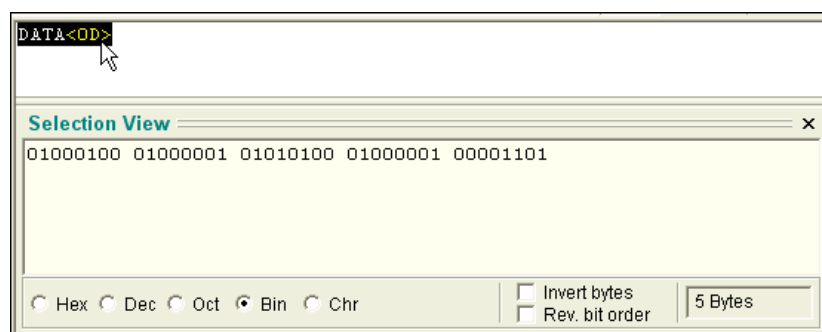 DATA<0D>
Selection View
01000100 01000001 01010100 01000001 00001101
Hex Dec Oct Bin Chr
Invert bytes
Rev. bit order
5 Bytes